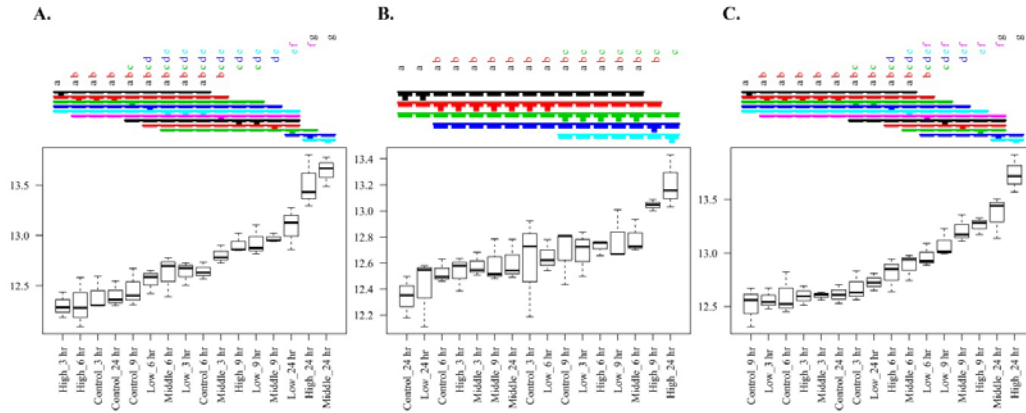 A.
a
a b
a b
a b
a b c
13.5
13.0
12.5
High_3 hr
High_6 hr
Control_3 hr
Control_24 hr
Control_9 hr
Low_6 hr
Middle_6 hr
Low_3 hr
Control_6 hr
Middle_3 hr
High_9 hr
Low_9 hr
Middle_9 hr
Low_24 hr
High_24 hr
Middle_24 hr
B.
a
a
a b
a b
a b
a b
a b
a b
a b
a b c
a b c
a b c
a b c
a b c
b c
c
13.4
13.2
13.0
12.8
12.6
12.4
12.2
Control_24 hr
Low_24 hr
Control_6 hr
High_3 hr
Middle_3 hr
Middle_9 hr
Middle_24 hr
Control_3 hr
Low_6 hr
Control_9 hr
Low_3 hr
High_6 hr
Low_9 hr
Middle_6 hr
High_9 hr
High_24 hr
C.
a
a b
a b
a b
a b
a b
a b c
a b c
13.5
13.0
12.5
Control_9 hr
Low_3 hr
Control_6 hr
High_3 hr
Middle_3 hr
Control_24 hr
Control_3 hr
Low_24 hr
High_6 hr
Middle_6 hr
Low_6 hr
Low_9 hr
Middle_9 hr
High_9 hr
Middle_24 hr
High_24 hr